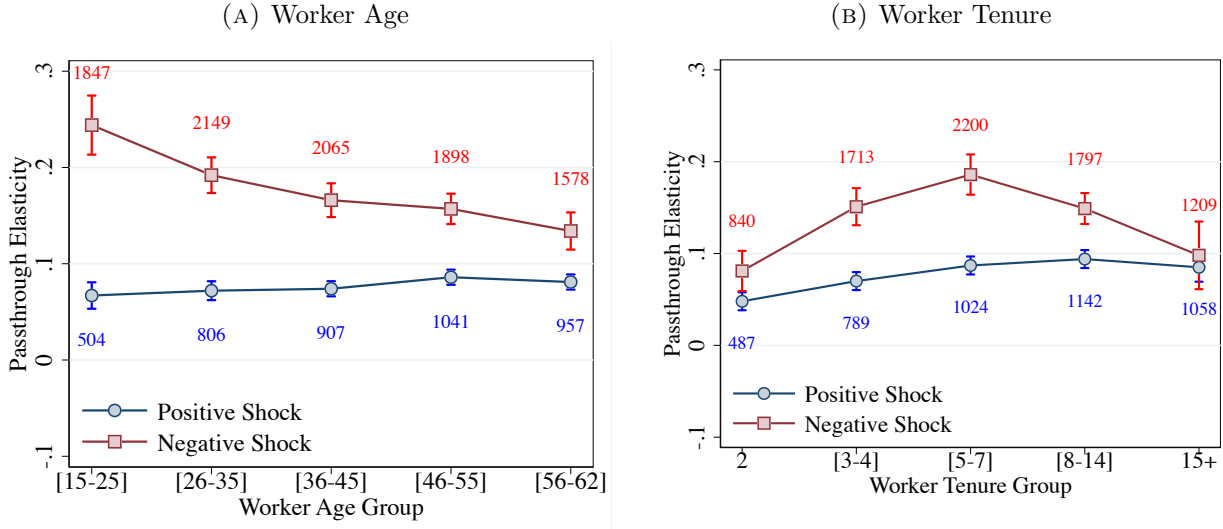 (A) Worker Age
.3
.2
.1
0
-.1
Passthrough Elasticity
1847
2149
2065
1898
1578
504
806
907
1041
957
Positive Shock
Negative Shock
[15-25] [26-35] [36-45] [46-55] [56-62]
Worker Age Group
(B) Worker Tenure
.3
.2
.1
0
-.1
Passthrough Elasticity
840
1713
2200
1797
1209
487
789
1024
1142
1058
Positive Shock
Negative Shock
2 [3-4] [5-7] [8-14] 15+
Worker Tenure Group